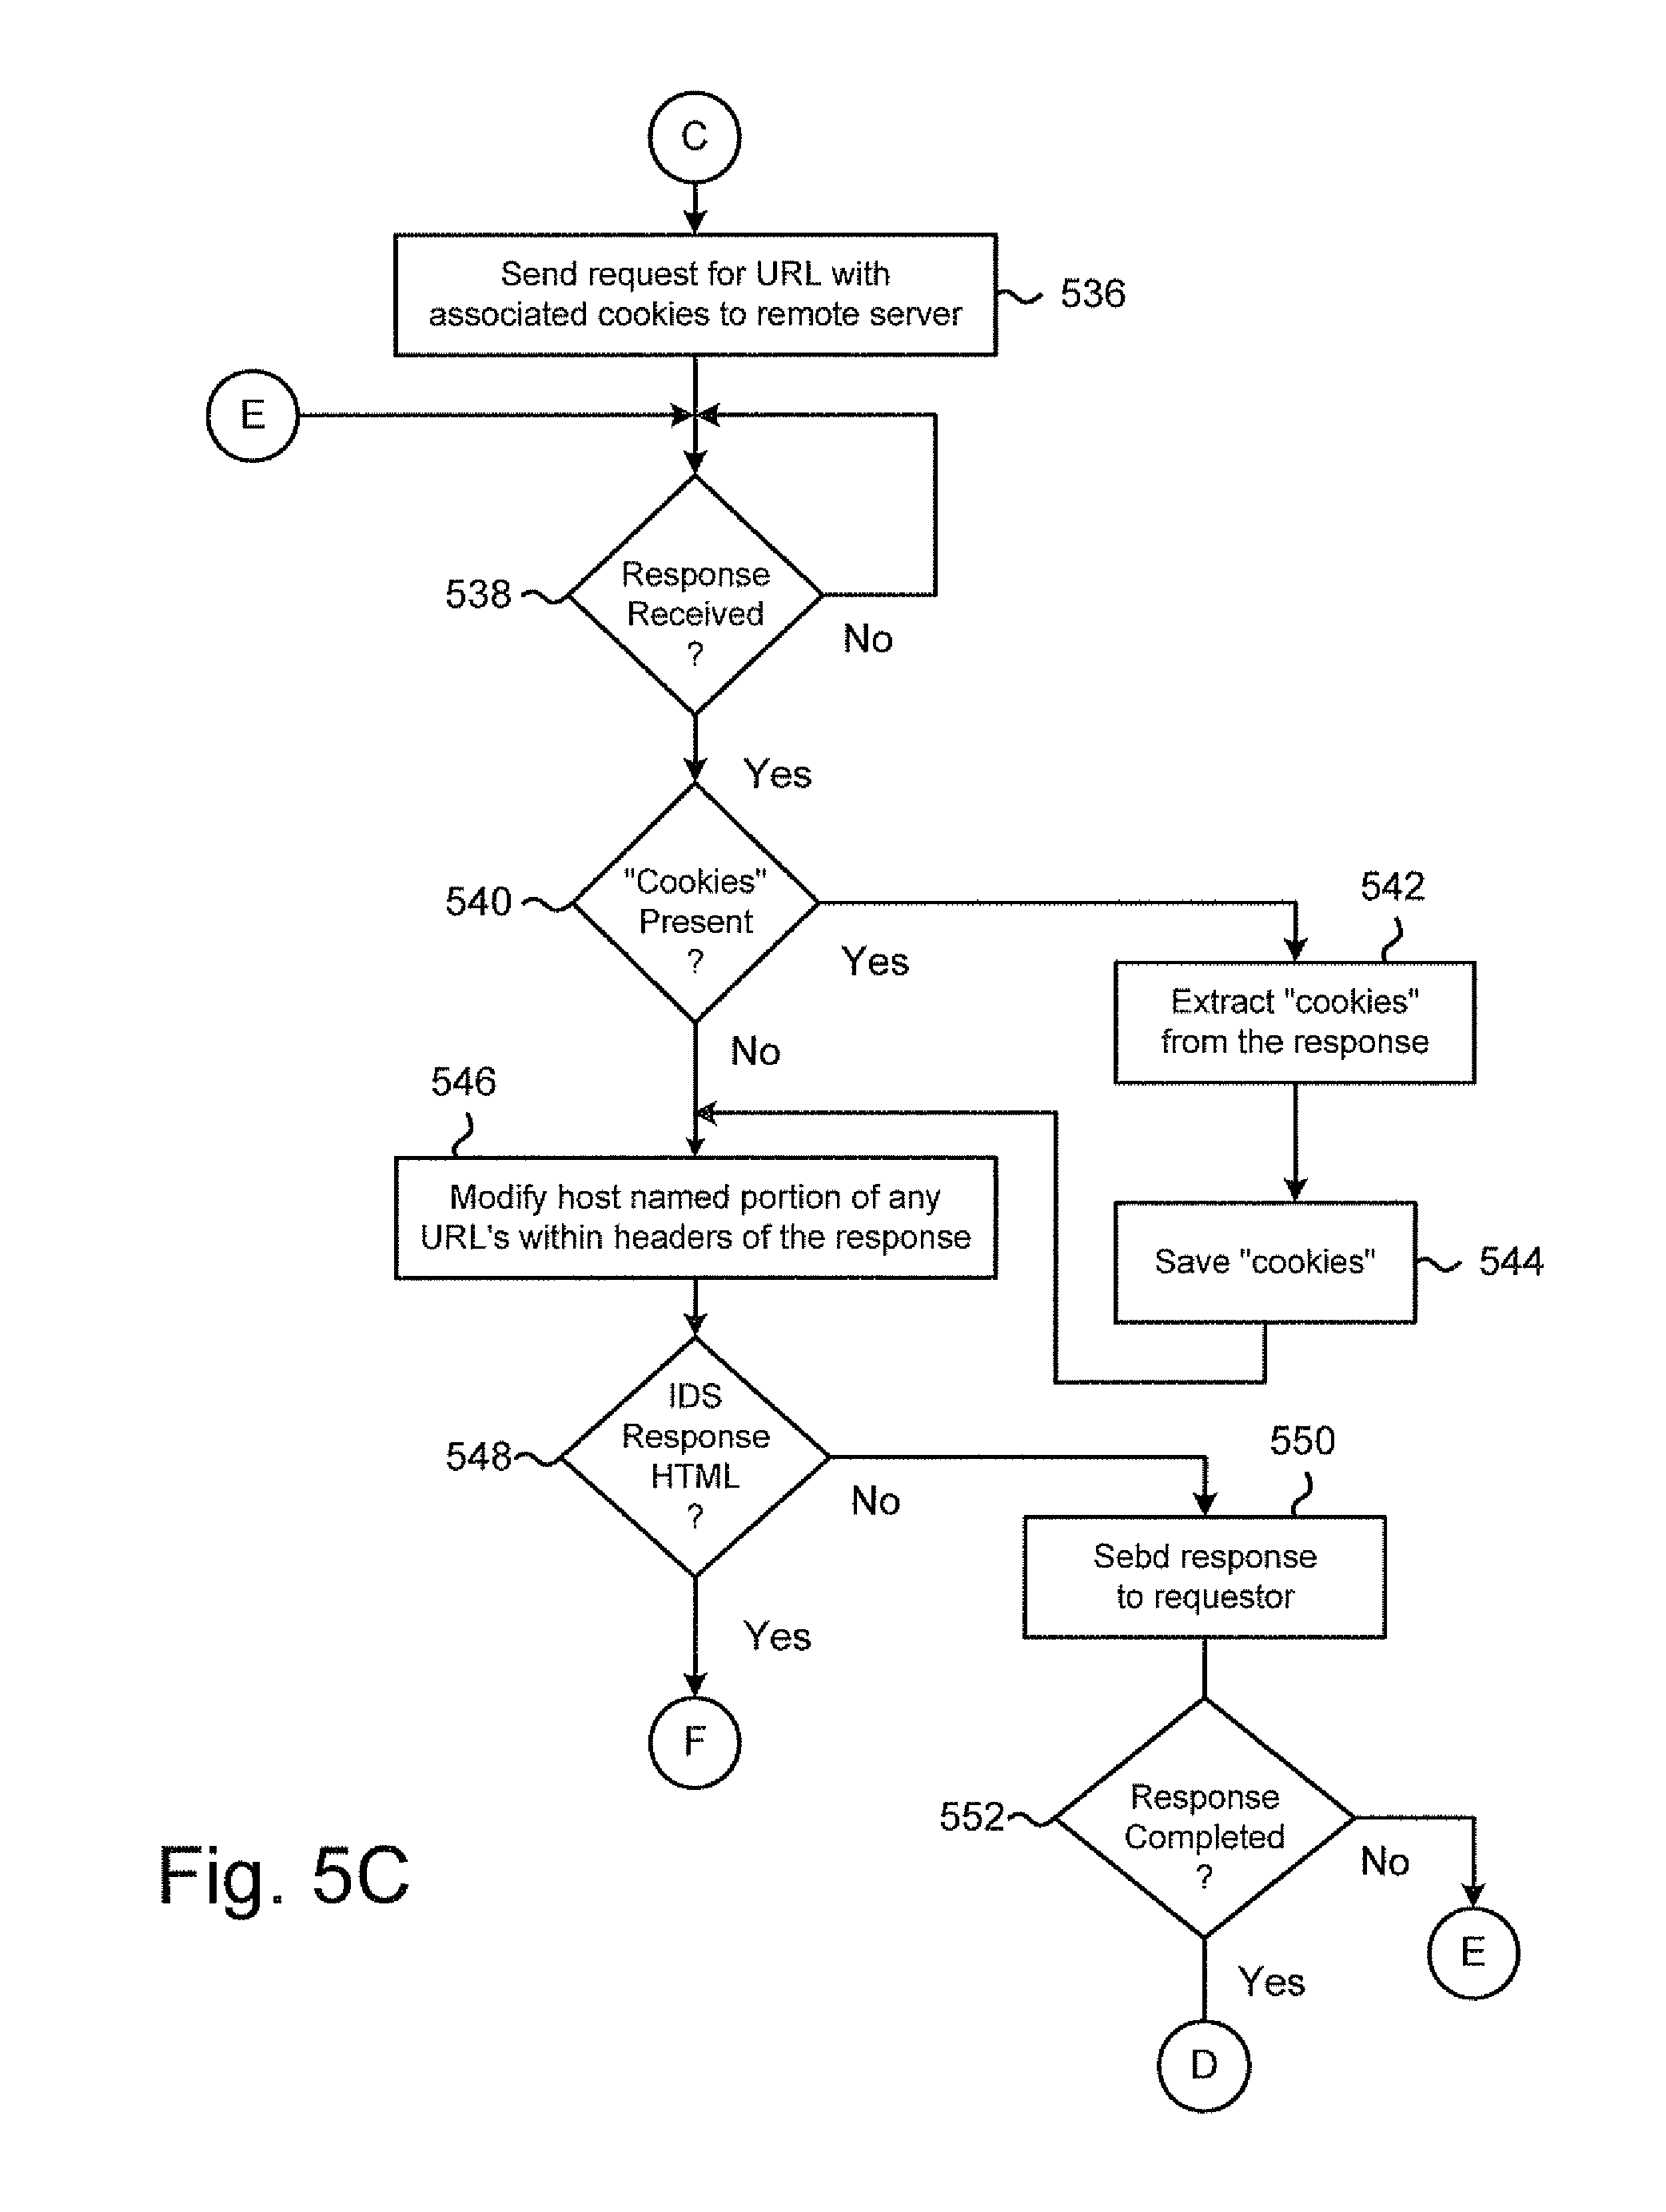 C
Send request for URL with
associated cookies to remote server
536
E
538
Response
Received
?
No
Yes
540
"Cookies"
Present
?
Yes
No
542
Extract "cookies"
from the response
546
Modify host named portion of any
URL's within headers of the response
Save "cookies"
544
548
IDS
Response
HTML
?
No
Yes
550
Sebd response
to requestor
F
552
Response
Completed
?
No
E
Yes
D
Fig. 5C